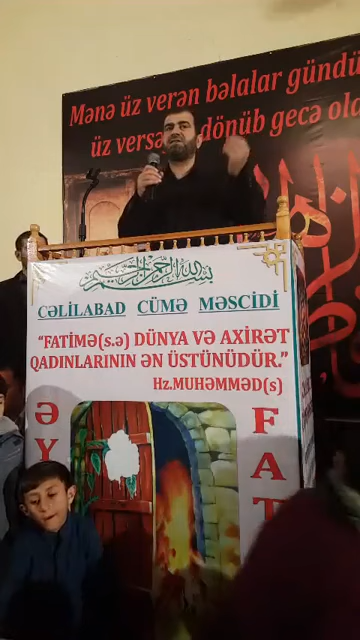 Mənə üz verən bəlalar gündü
üz versə dönüb gecə ola
بسم الله الرحمن الرحيم
CƏLİLABAD CÜMƏ MƏSCİDİ
"FATİMƏ(s.ə) DÜNYA VƏ AXİRƏT
QADINLARININ ƏN ÜSTÜNÜDÜR."
Hz.MUHƏMMƏD(s)
Ə F
Y A
T